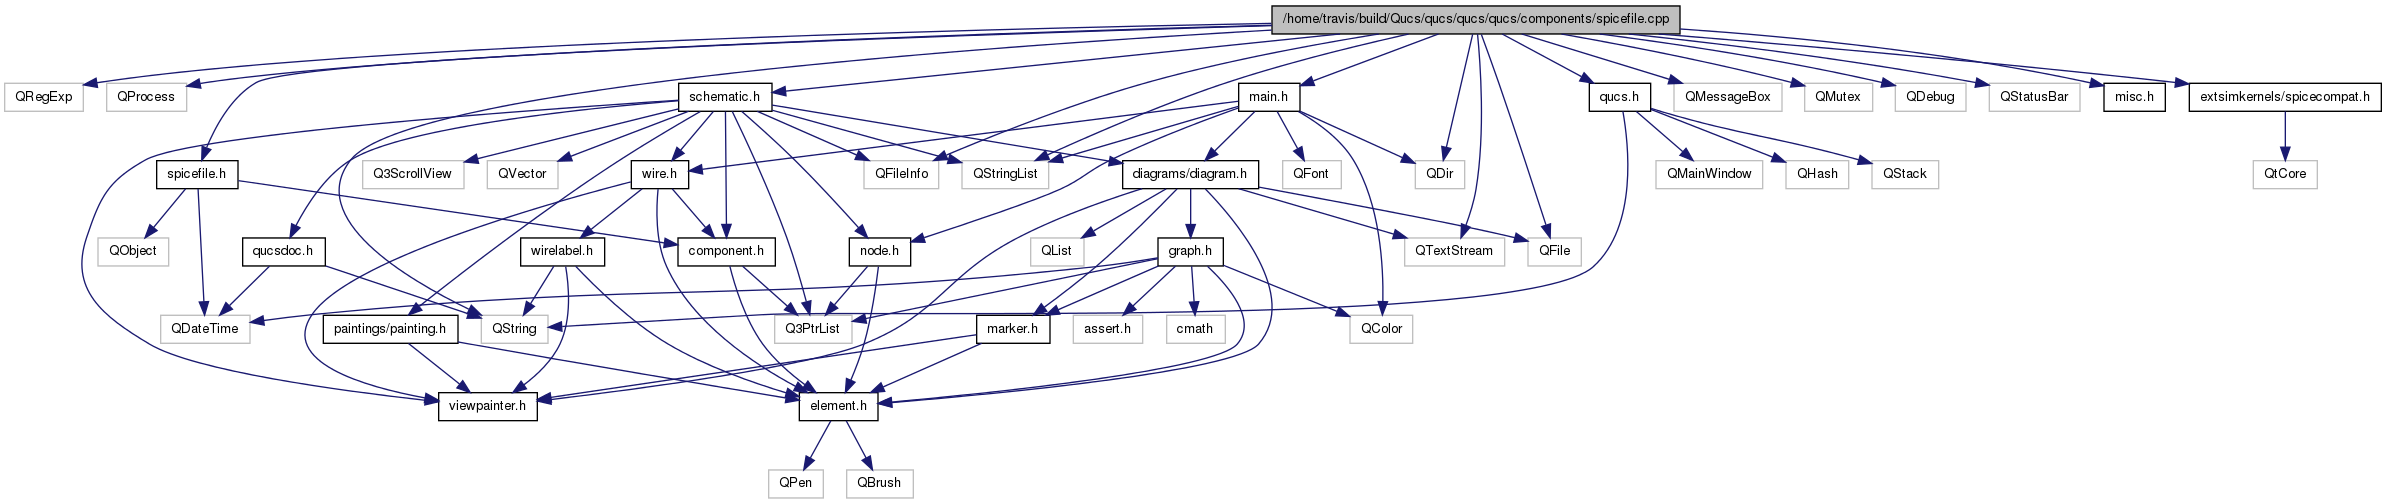 /home/travis/build/Qucs/qucs/qucs/qucs/components/spicefile.cpp
QRegExp
QProcess
schematic.h
main.h
qucs.h
QMessageBox
QMutex
QDebug
QStatusBar
misc.h
extsimkernels/spicecompat.h
spicefile.h
Q3ScrollView
QVector
wire.h
QFileInfo
QStringList
diagrams/diagram.h
QFont
QDir
QMainWindow
QHash
QStack
QtCore
QObject
qucsdoc.h
wirelabel.h
component.h
node.h
QList
graph.h
QTextStream
QFile
QDateTime
paintings/painting.h
QString
Q3PtrList
marker.h
assert.h
cmath
QColor
viewpainter.h
element.h
QPen
QBrush